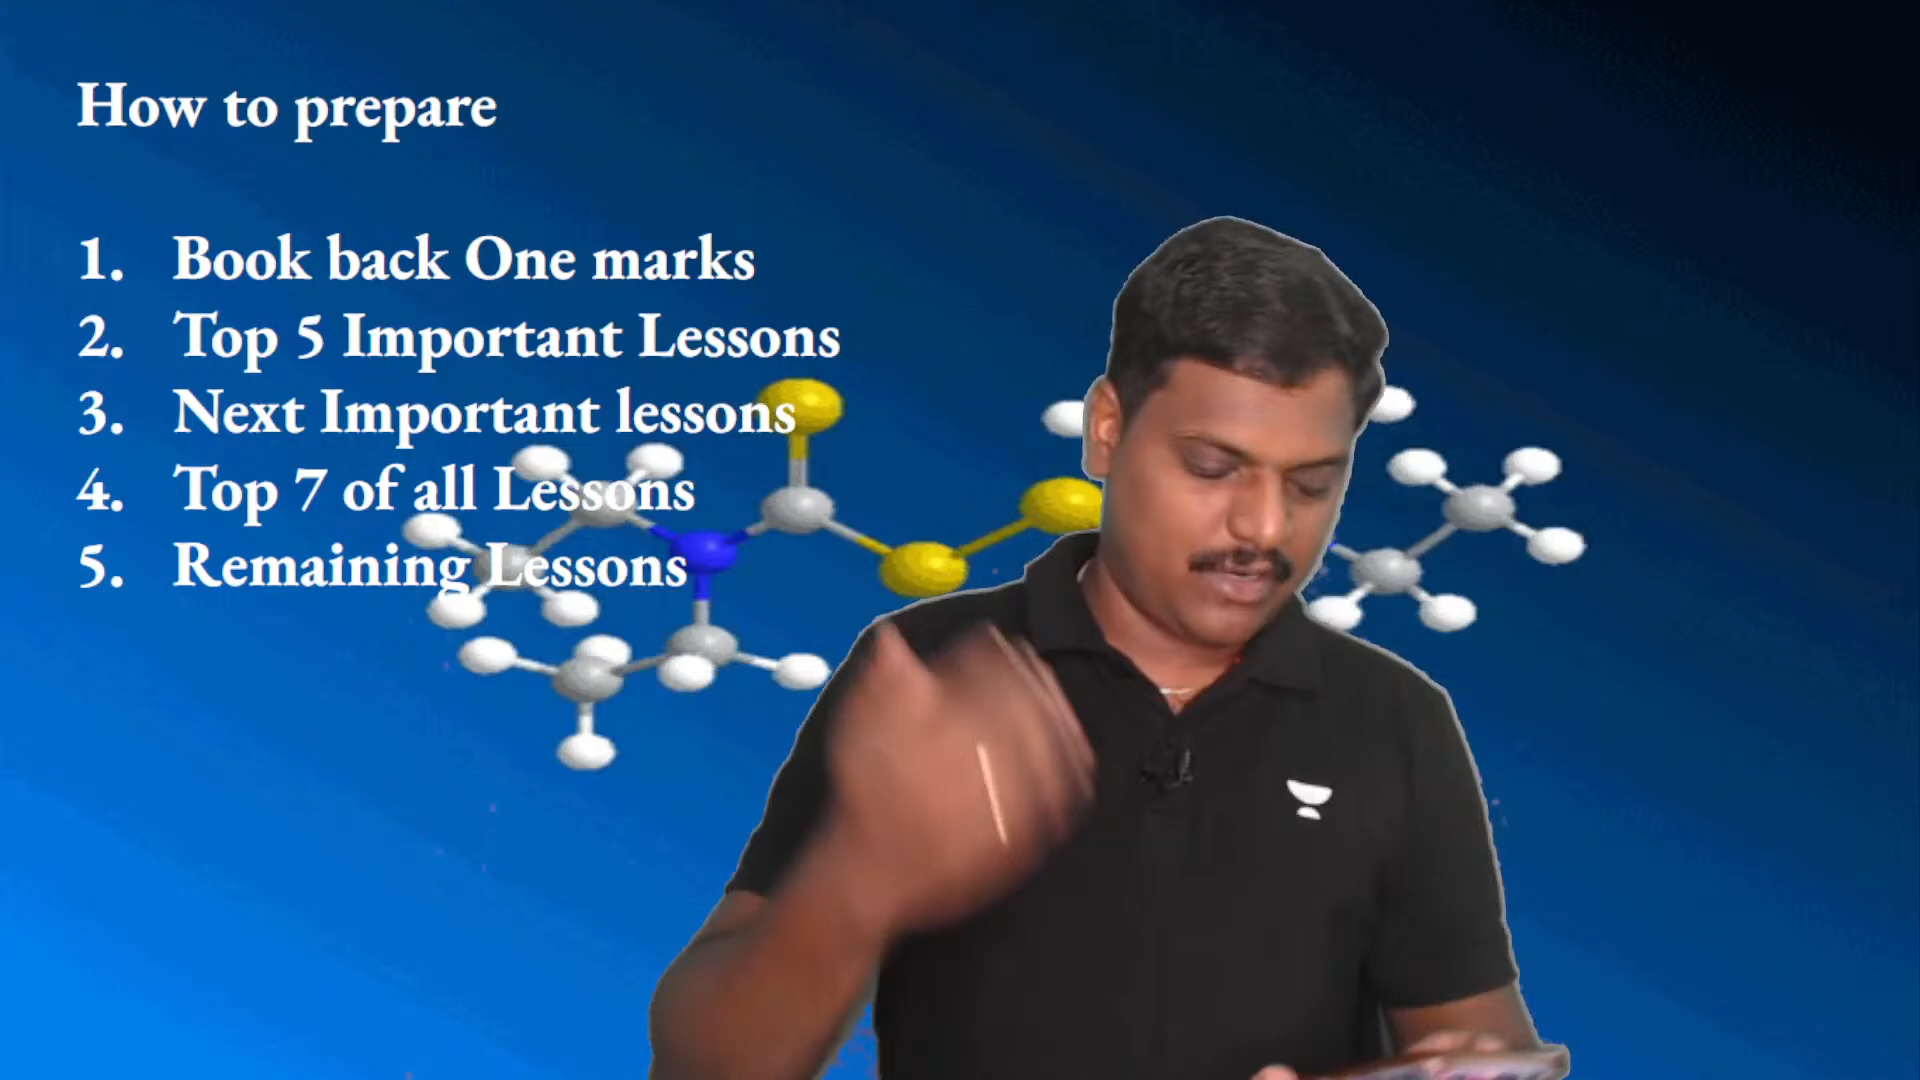 How to prepare
1. Book back One marks
2. Top 5 Important Lessons
3. Next Important lessons
4. Top 7 of all Lessons
5. Remaining Lessons